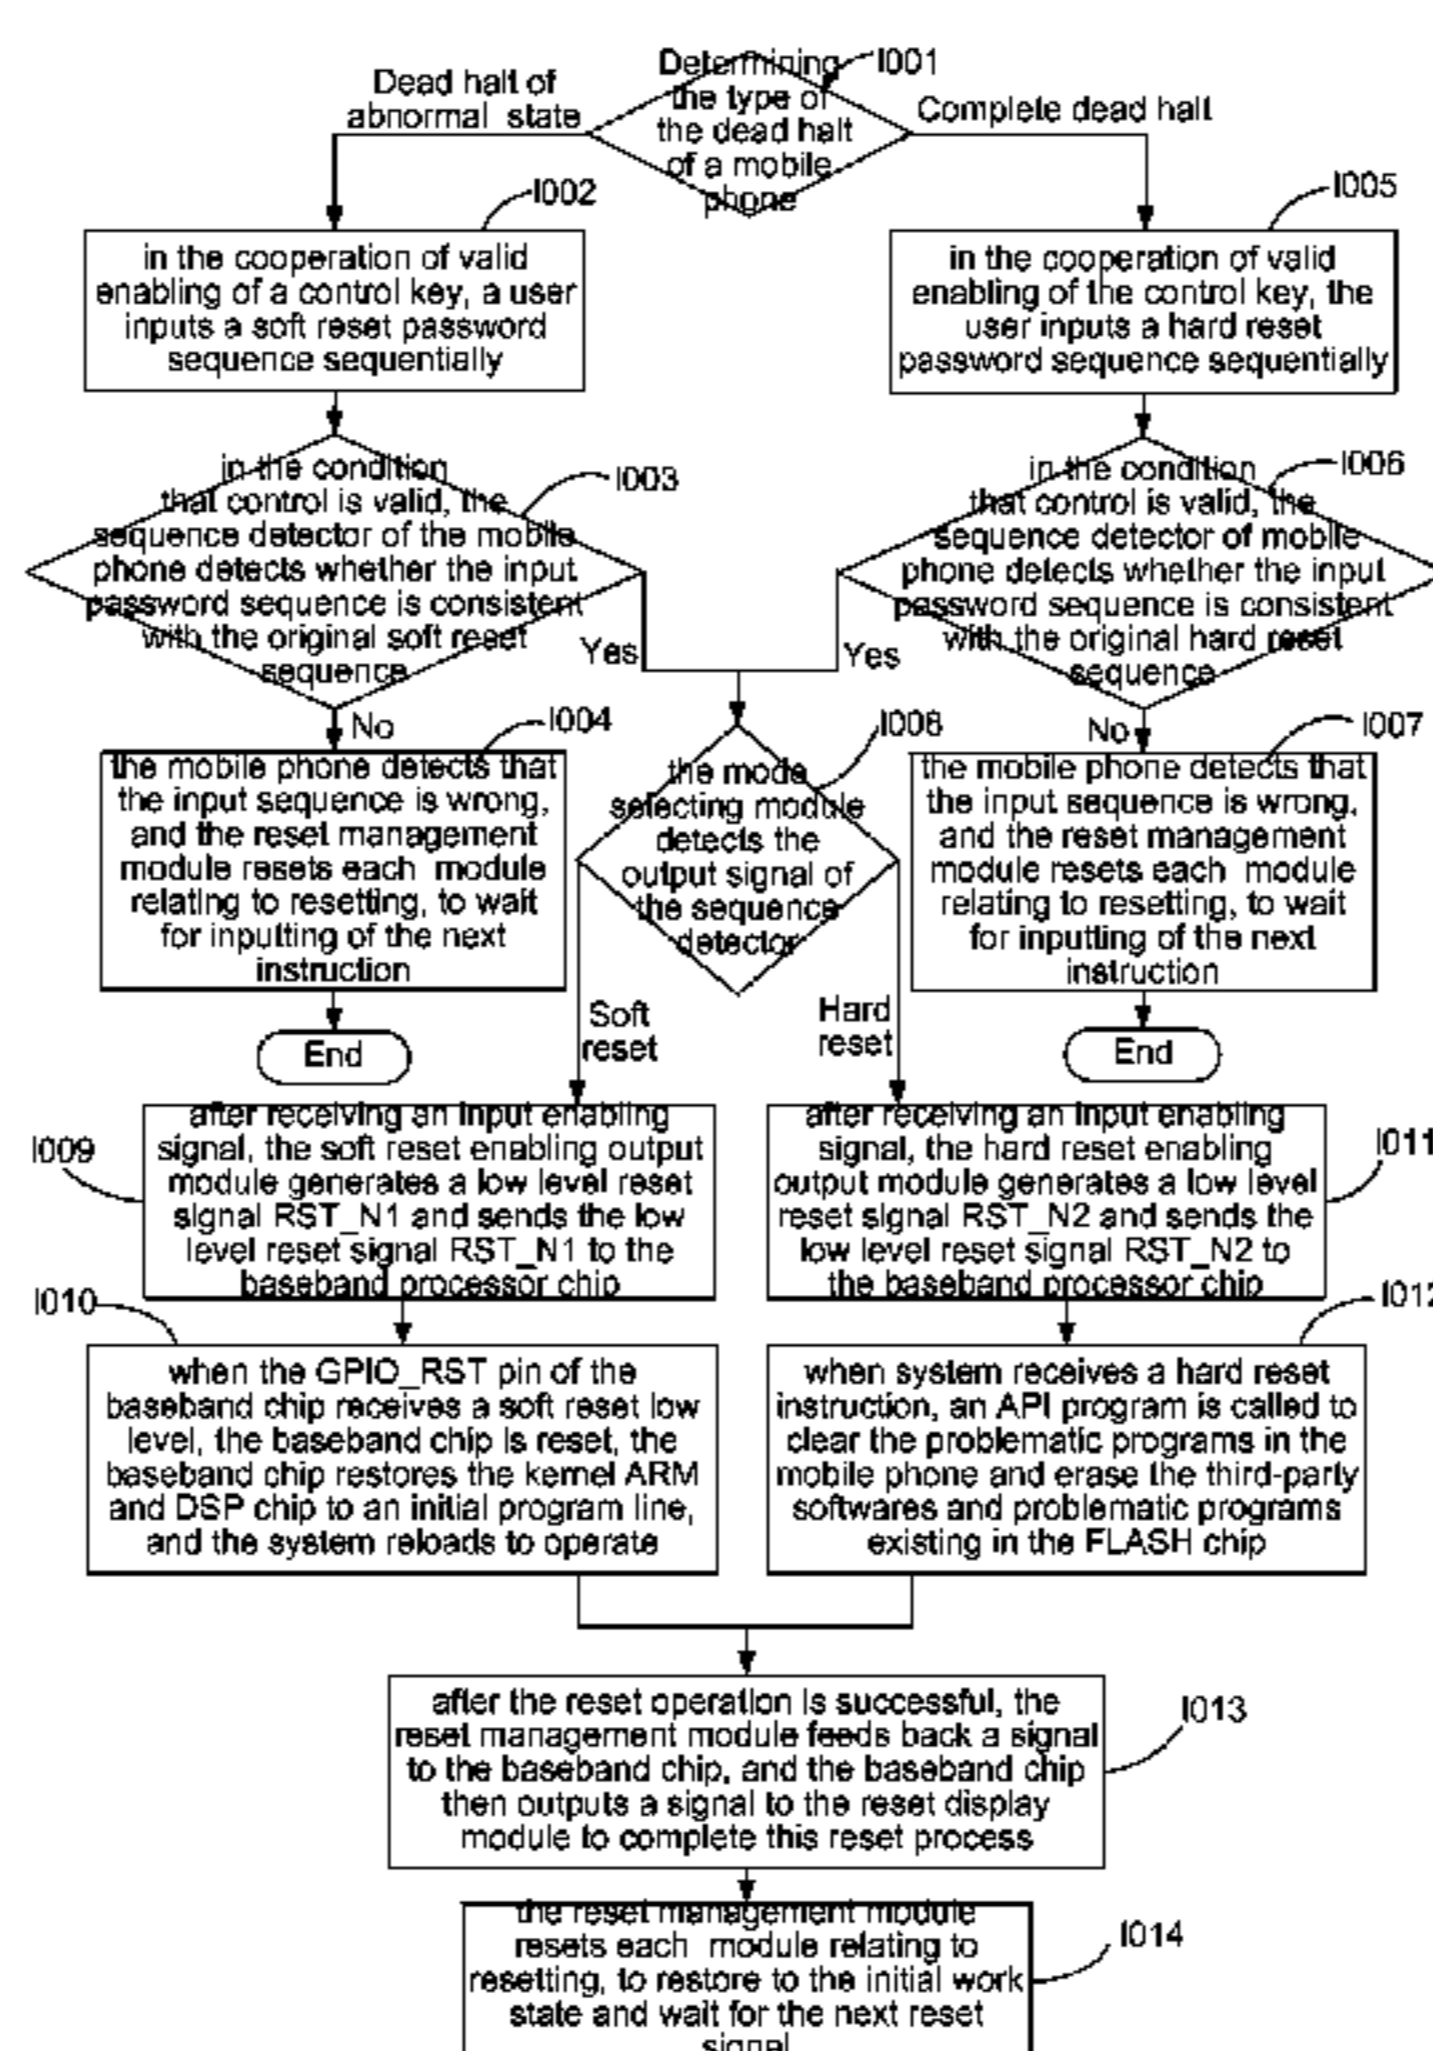 Determining
the type of
the dead halt
of a mobile
phone
I001
Dead halt of
abnormal state
Complete dead halt
I002
in the cooperation of valid
enabling of a control key, a user
inputs a soft reset password
sequence sequentially
I005
in the cooperation of valid
enabling of the control key, the
user inputs a hard reset
password sequence sequentially
I003
in the condition
that control is valid, the
sequence detector of the mobile
phone detects whether the input
password sequence is consistent
with the original soft reset
sequence
I006
in the condition
that control is valid, the
sequence detector of mobile
phone detects whether the input
password sequence is consistent
with the original hard reset
sequence
Yes
Yes
No
No
I004
the mobile phone detects that
the input sequence is wrong,
and the reset management
module resets each module
relating to resetting, to wait
for inputting of the next
instruction
I008
the mode
selecting module
detects the
output signal of
the sequence
detector
I007
the mobile phone detects that
the input sequence is wrong,
and the reset management
module resets each module
relating to resetting, to wait
for inputting of the next
instruction
End
Soft
reset
Hard
reset
End
I009
after receiving an input enabling
signal, the soft reset enabling output
module generates a low level reset
signal RST_N1 and sends the low
level reset signal RST_N1 to the
baseband processor chip
I011
after receiving an input enabling
signal, the hard reset enabling
output module generates a low level
reset signal RST_N2 and sends the
low level reset signal RST_N2 to
the baseband processor chip
I010
when the GPIO_RST pin of the
baseband chip receives a soft reset low
level, the baseband chip is reset, the
baseband chip restores the kernel ARM
and DSP chip to an initial program line,
and the system reloads to operate
I012
when system receives a hard reset
instruction, an API program is called to
clear the problematic programs in the
mobile phone and erase the third-party
softwares and problematic programs
existing in the FLASH chip
I013
after the reset operation is successful, the
reset management module feeds back a signal
to the baseband chip, and the baseband chip
then outputs a signal to the reset display
module to complete this reset process
I014
the reset management module
resets each module relating to
resetting, to restore to the initial work
state and wait for the next reset
signal